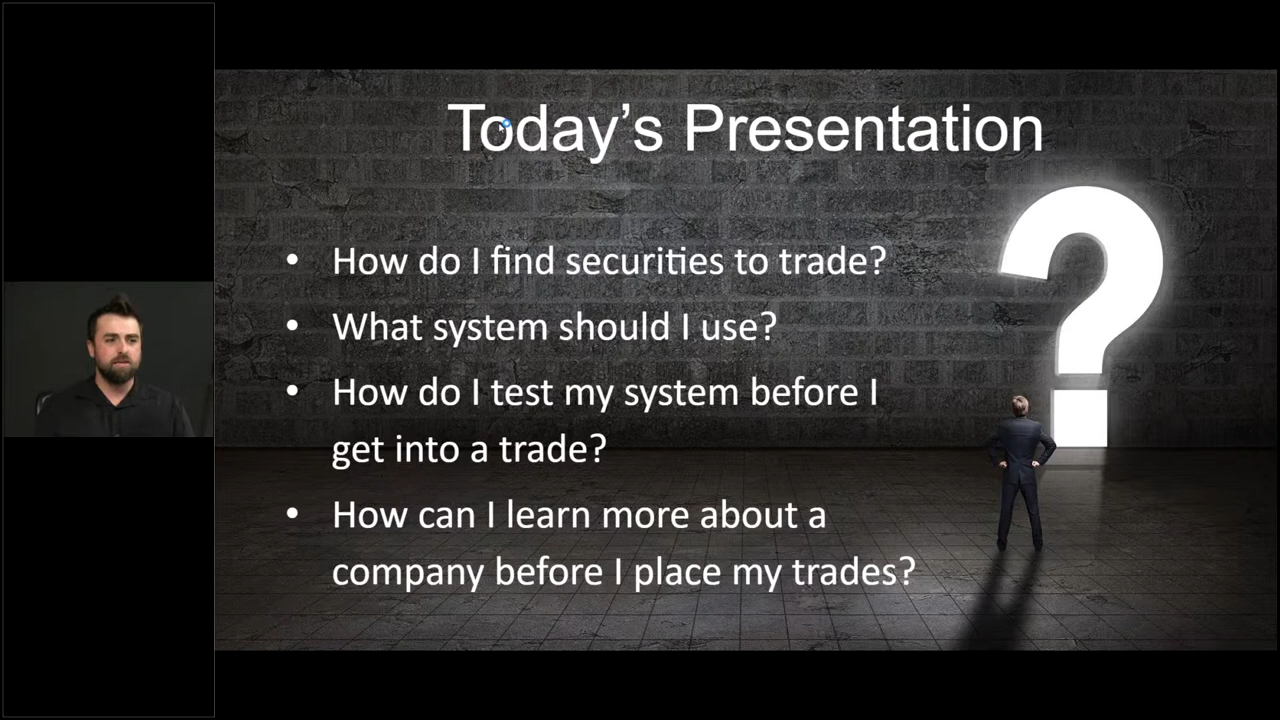 Today’s Presentation
• How do I find securities to trade?
• What system should I use?
• How do I test my system before I
get into a trade?
• How can I learn more about a
company before I place my trades?